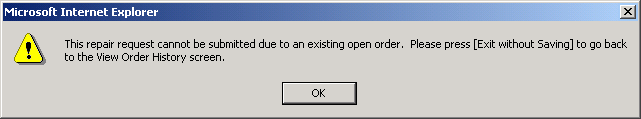 Microsoft Internet Explorer
This repair request cannot be submitted due to an existing open order.  Please press [Exit without Saving] to go back
to the View Order History screen.
OK